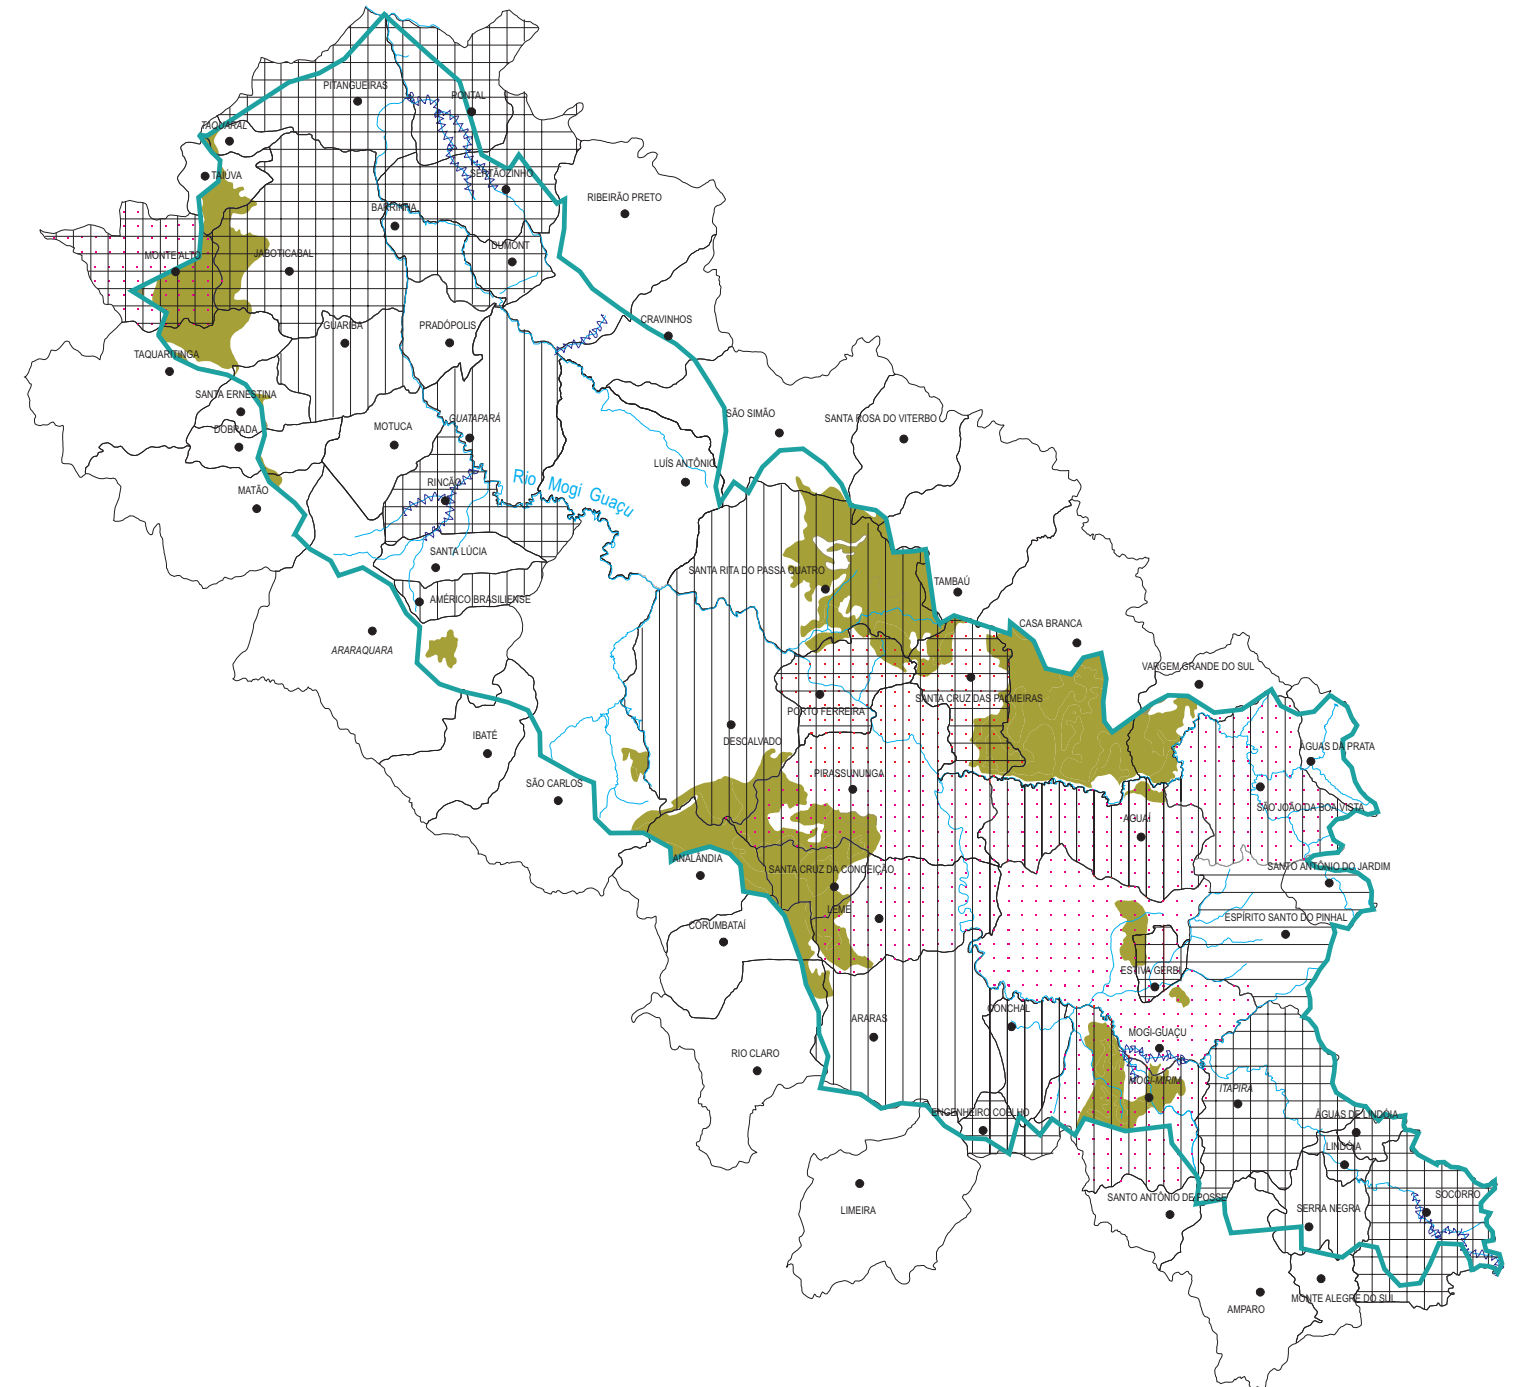 PITANGUEIRAS
PONTAL
TAQUARAL
TAIÚVA
SERTÃOZINHO
RIBEIRÃO PRETO
BARRINHA
DUMONT
MONTE ALTO
JABOTICABAL
GUARIBA
PRADÓPOLIS
CRAVINHOS
TAQUARITINGA
SANTA ERNESTINA
DOBRADA
MOTUCA
GUATAPARÁ
SÃO SIMÃO
SANTA ROSA DO VITERBO
LUÍS ANTÔNIO
MATÃO
RINCÃO
Rio Mogi Guaçu
SANTA LÚCIA
AMÉRICO BRASILIENSE
SANTA RITA DO PASSA QUATRO
TAMBAÚ
CASA BRANCA
ARARAQUARA
VARGEM GRANDE DO SUL
SANTA CRUZ DAS PALMEIRAS
PORTO FERREIRA
IBATÉ
DESCALVADO
ÁGUAS DA PRATA
PIRASSUNUNGA
SÃO CARLOS
SÃO JOÃO DA BOA VISTA
AGUAÍ
ANALÂNDIA
SANTA CRUZ DA CONCEIÇÃO
SANTO ANTÔNIO DO JARDIM
LEME
ESPÍRITO SANTO DO PINHAL
CORUMBATAÍ
ESTIVA GERBI
ARARAS
CONCHAL
MOGI-GUAÇU
RIO CLARO
MOGI-MIRIM
ITAPIRA
ENGENHEIRO COELHO
ÁGUAS DE LINDÓIA
LINDÓIA
SANTO ANTÔNIO DE POSSE
SOCORRO
LIMEIRA
SERRA NEGRA
MONTE ALEGRE DO SUL
AMPARO